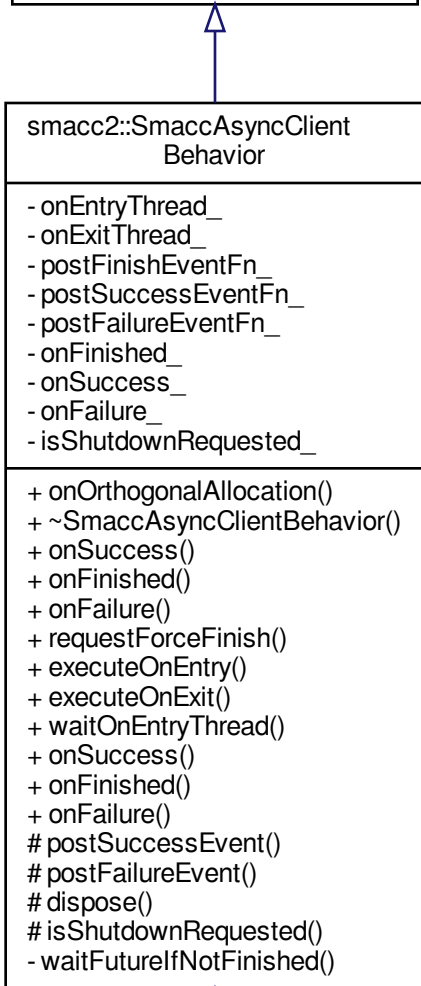 smacc2::SmaccAsyncClient
Behavior
- onEntryThread_
- onExitThread_
- postFinishEventFn_
- postSuccessEventFn_
- postFailureEventFn_
- onFinished_
- onSuccess_
- onFailure_
- isShutdownRequested_
+ onOrthogonalAllocation()
+ ~SmaccAsyncClientBehavior()
+ onSuccess()
+ onFinished()
+ onFailure()
+ requestForceFinish()
+ executeOnEntry()
+ executeOnExit()
+ waitOnEntryThread()
+ onSuccess()
+ onFinished()
+ onFailure()
# postSuccessEvent()
# postFailureEvent()
# dispose()
# isShutdownRequested()
- waitFutureIfNotFinished()